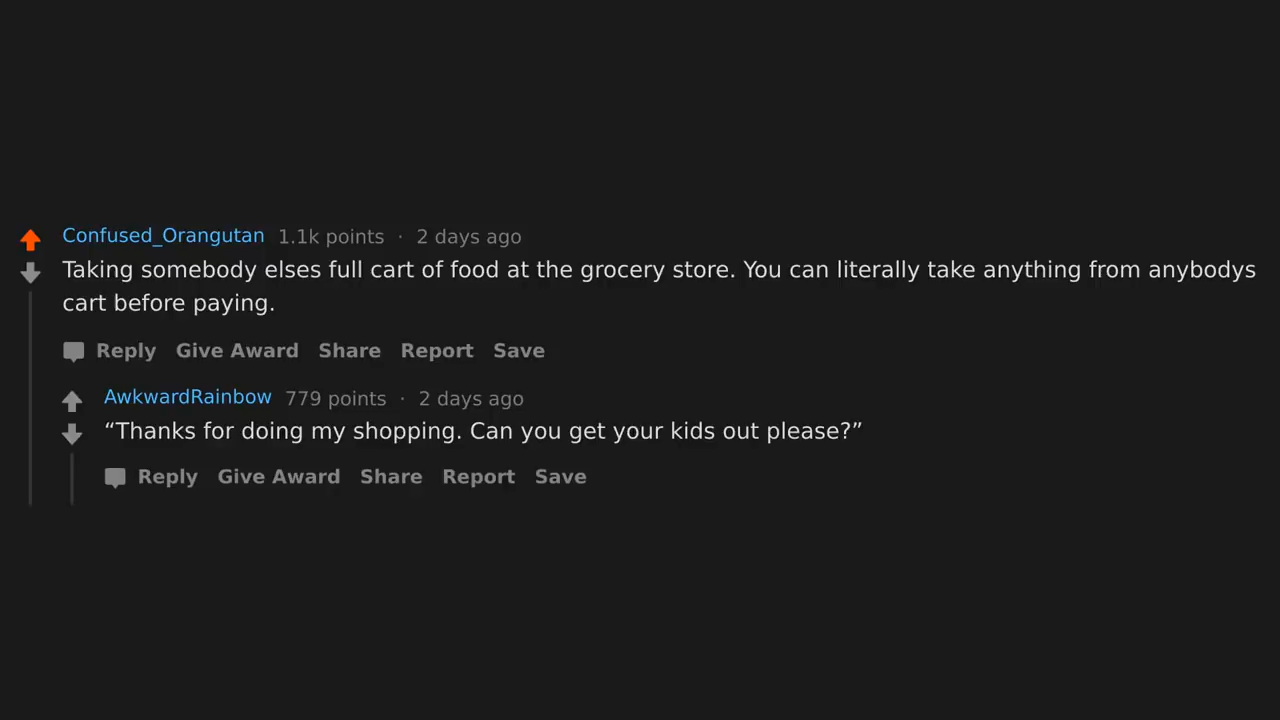 Confused_Orangutan 1.1k points · 2 days ago
Taking somebody elses full cart of food at the grocery store. You can literally take anything from anybodys
cart before paying.
Reply Give Award Share Report Save
AwkwardRainbow 779 points · 2 days ago
“Thanks for doing my shopping. Can you get your kids out please?”
Reply Give Award Share Report Save